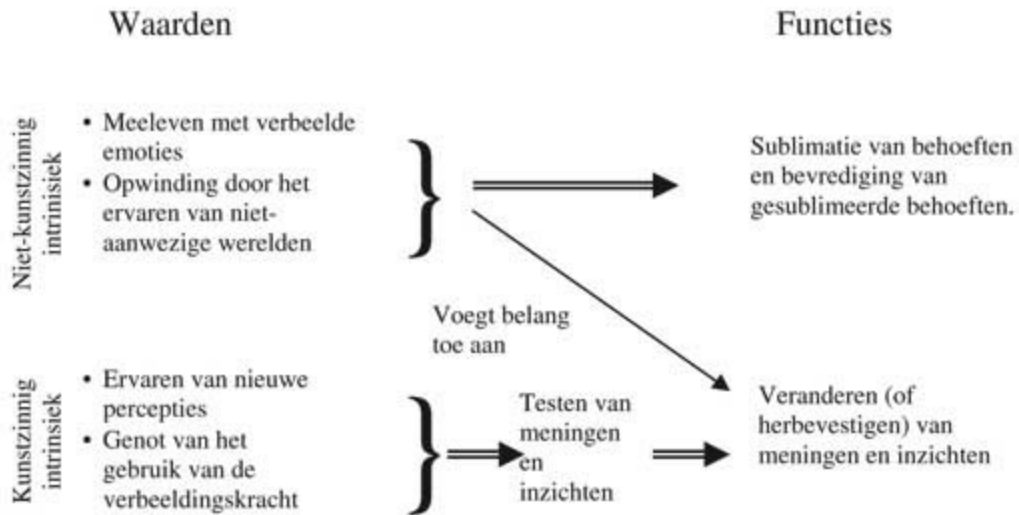 Waarden
Functies
Niet-kunstzinnig
intrinisiek
• Meeleven met verbeelde
emoties
• Opwinding door het
ervaren van niet-
aanwezige werelden
Sublimatie van behoeften
en bevrediging van
gesublimeerde behoeften.
Voegt belang
toe aan
Kunstzinnig
intrinsiek
• Ervaren van nieuwe
percepties
• Genot van het
gebruik van de
verbeeldingskracht
Testen van
meningen
en
inzichten
Veranderen (of
herbevestigen) van
meningen en inzichten